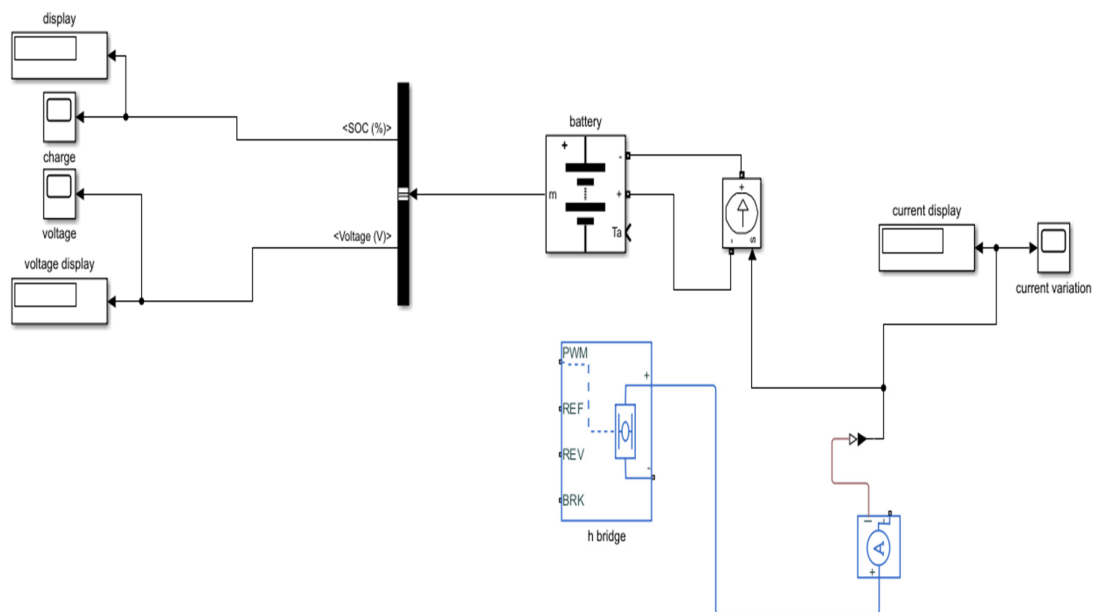 display
charge
voltage
voltage display
<SOC (%)>
<Voltage (V)>
battery
+
-
m
+
Ta
+
-
s
current display
current variation
PWM
REF
REV
BRK
+
-
h bridge
I
-
A
+